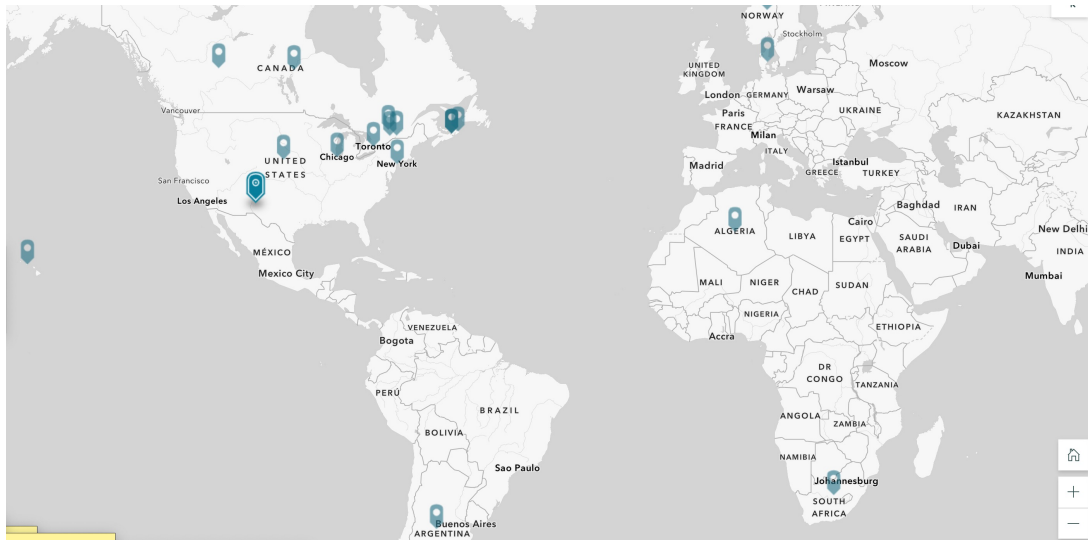 NORWAY
Stockholm
CANADA
UNITED
KINGDOM
Moscow
London
GERMANY
Warsaw
Vancouver
Paris
UKRAINE
KAZAKHSTAN
FRANCE
Milan
Toronto
Chicago
ITALY
UNITED
STATES
New York
Madrid
Istanbul
GREECE
TURKEY
San Francisco
Los Angeles
Baghdad
IRAN
Cairo
ALGERIA
LIBYA
EGYPT
SAUDI
ARABIA
Dubai
New Delhi
MÉXICO
INDIA
Mexico City
Mumbai
MALI
NIGER
CHAD
SUDAN
NIGERIA
VENEZUELA
Bogota
Accra
ETHIOPIA
DR
CONGO
TANZANIA
PERÚ
BRAZIL
ANGOLA
ZAMBIA
BOLIVIA
NAMIBIA
Sao Paulo
Johannesburg
SOUTH
AFRICA
Buenos Aires
ARGENTINA